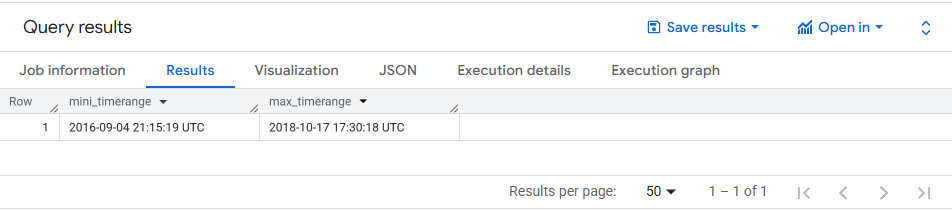 Query results Save results Open in
Job information Results Visualization JSON Execution details Execution graph
Row mini_timerange max_timerange
1 2016-09-04 21:15:19 UTC 2018-10-17 17:30:18 UTC
Results per page: 50 1 – 1 of 1